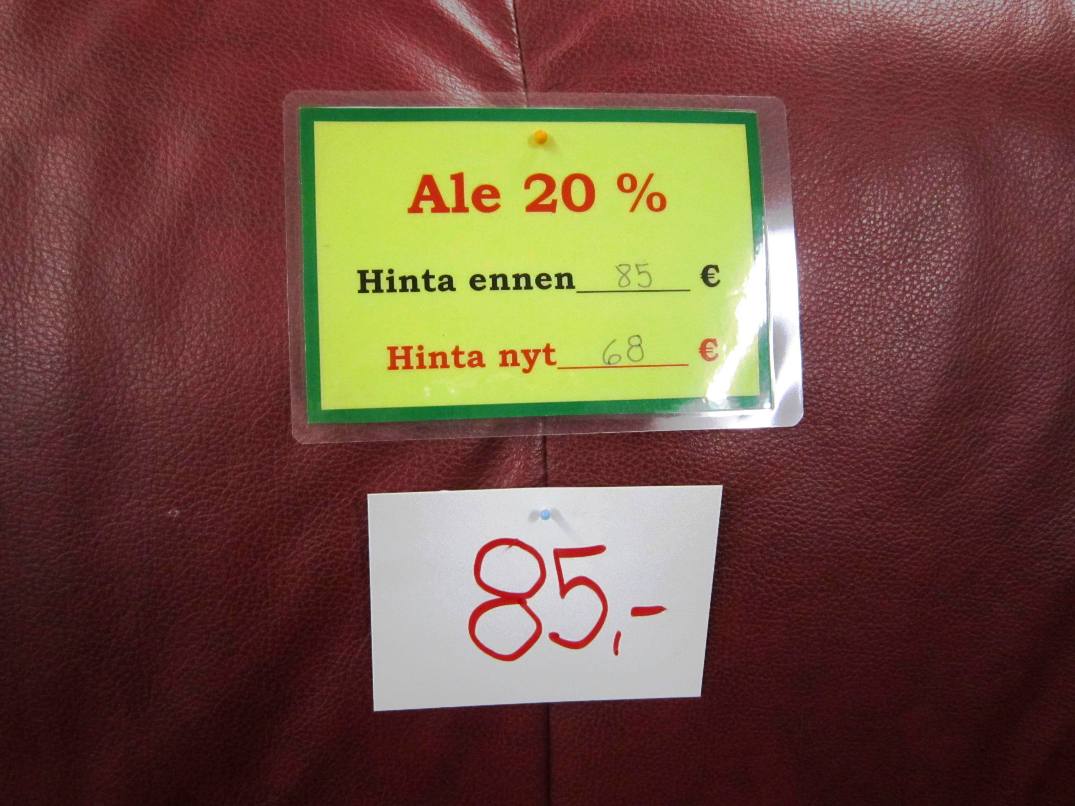 Ale 20 %
Hinta ennen 85 €
Hinta nyt 68 €
85,-